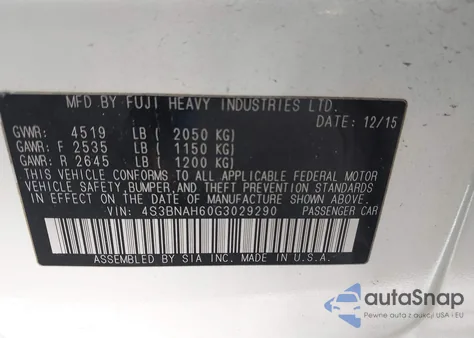 MFD BY FUJI HEAVY INDUSTRIES LTD.
DATE: 12/15
GVWR: 4519 LB ( 2050 KG)
GAWR: F 2535 LB ( 1150 KG)
GAWR: R 2645 LB ( 1200 KG)
THIS VEHICLE CONFORMS TO ALL APPLICABLE FEDERAL MOTOR
VEHICLE SAFETY, BUMPER, AND THEFT PREVENTION STANDARDS
IN EFFECT ON THE DATE OF MANUFACTURE SHOWN ABOVE.
VIN: 4S3BNAH60G3029290 PASSENGER CAR
ASSEMBLED BY SIA INC. MADE IN U.S.A.
autoSnap
Pewne auta z aukcji USA i EU